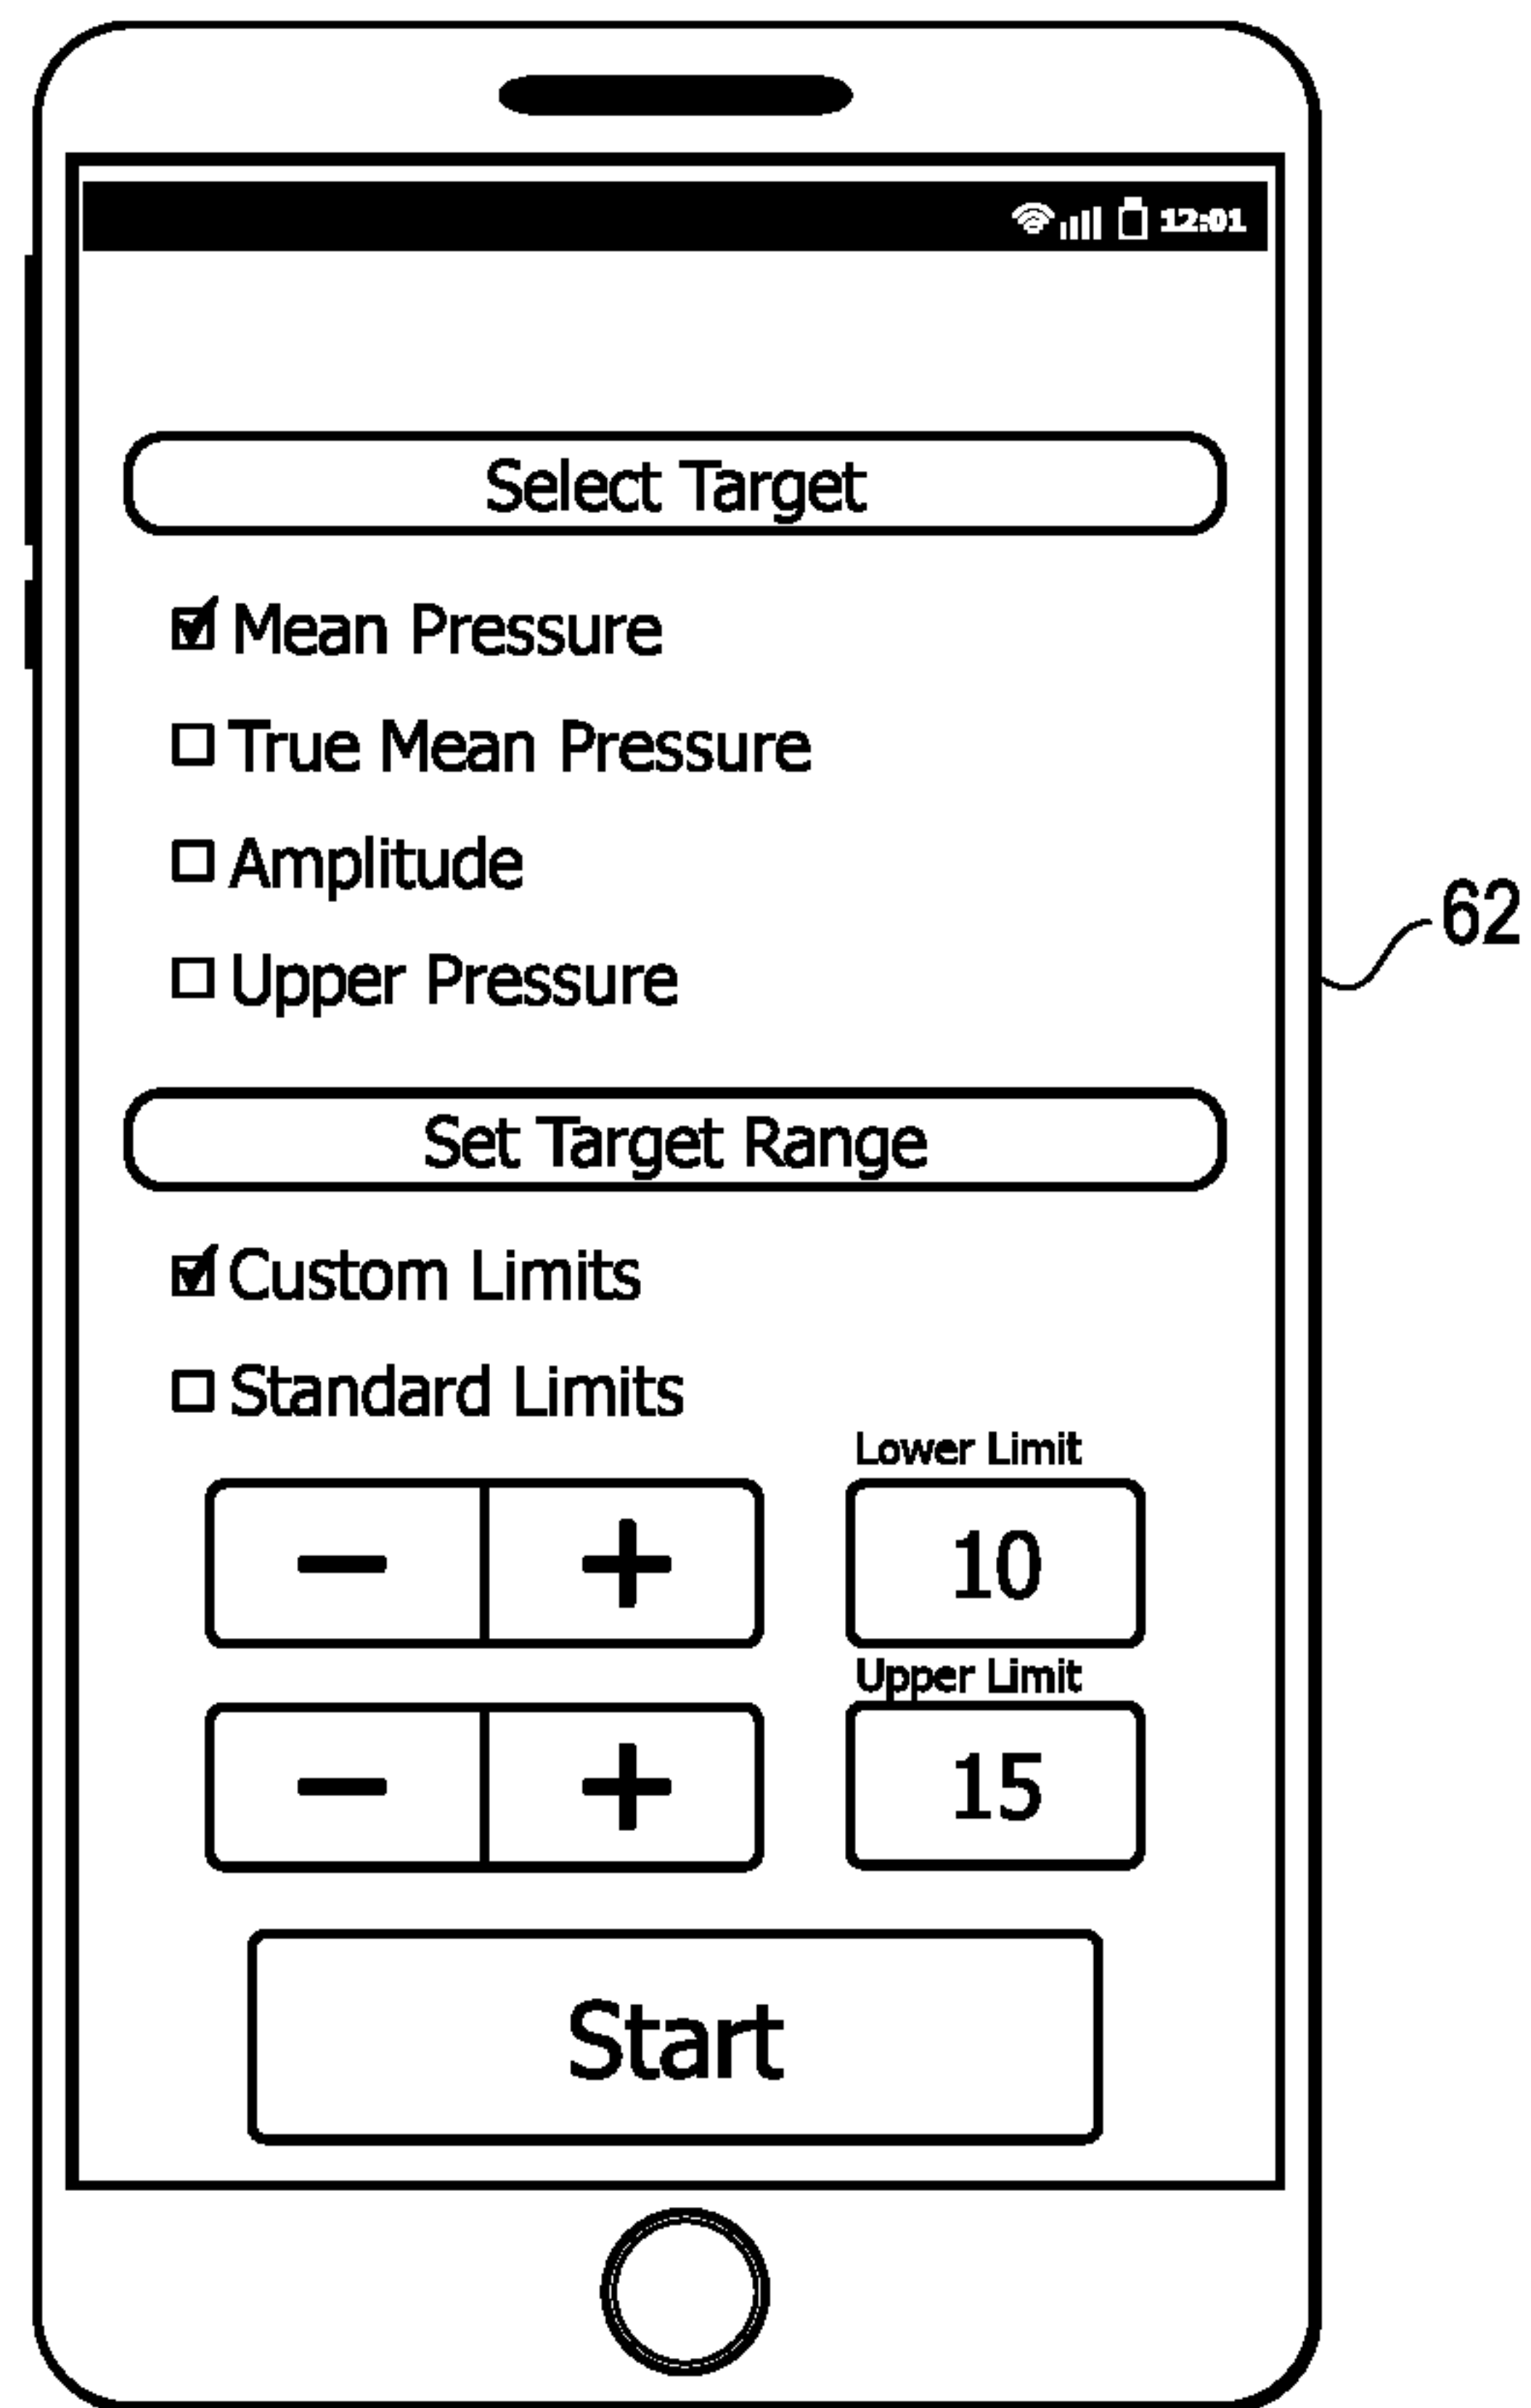 12:01
Select Target
Mean Pressure
True Mean Pressure
Amplitude
Upper Pressure
62
Set Target Range
Custom Limits
Standard Limits
Lower Limit
− + 10
Upper Limit
− + 15
Start